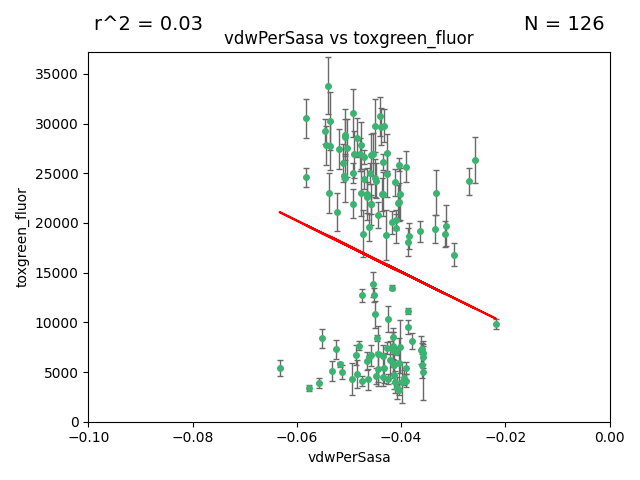 r^2 = 0.03
N = 126
vdwPerSasa vs toxgreen_fluor
35000
30000
25000
20000
15000
10000
5000
0
toxgreen_fluor
−0.10
−0.08
−0.06
−0.04
−0.02
0.00
vdwPerSasa